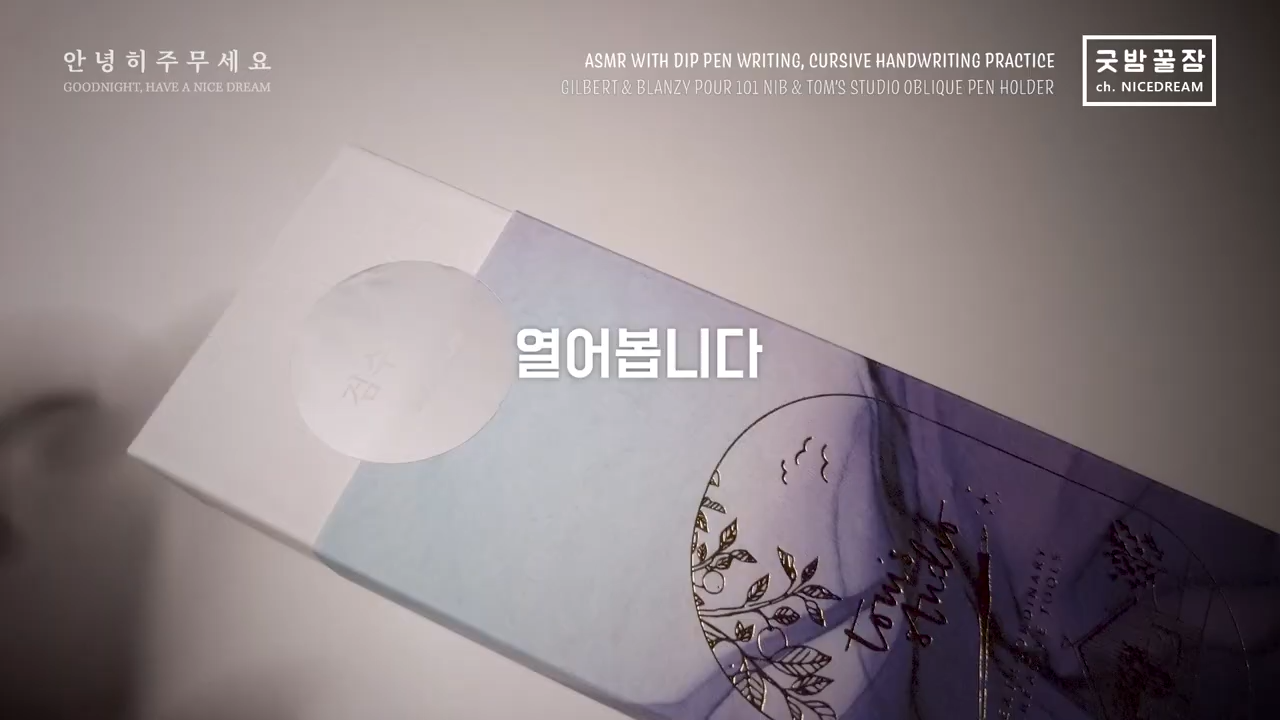 안녕히주무세요
GOODNIGHT, HAVE A NICE DREAM
ASMR WITH DIP PEN WRITING, CURSIVE HANDWRITING PRACTICE
GILBERT & BLANZY POUR 101 NIB & TOM'S STUDIO OBLIQUE PEN HOLDER
굿밤꿀잠
ch. NICEDREAM
열어봅니다
검수
tom's
studio